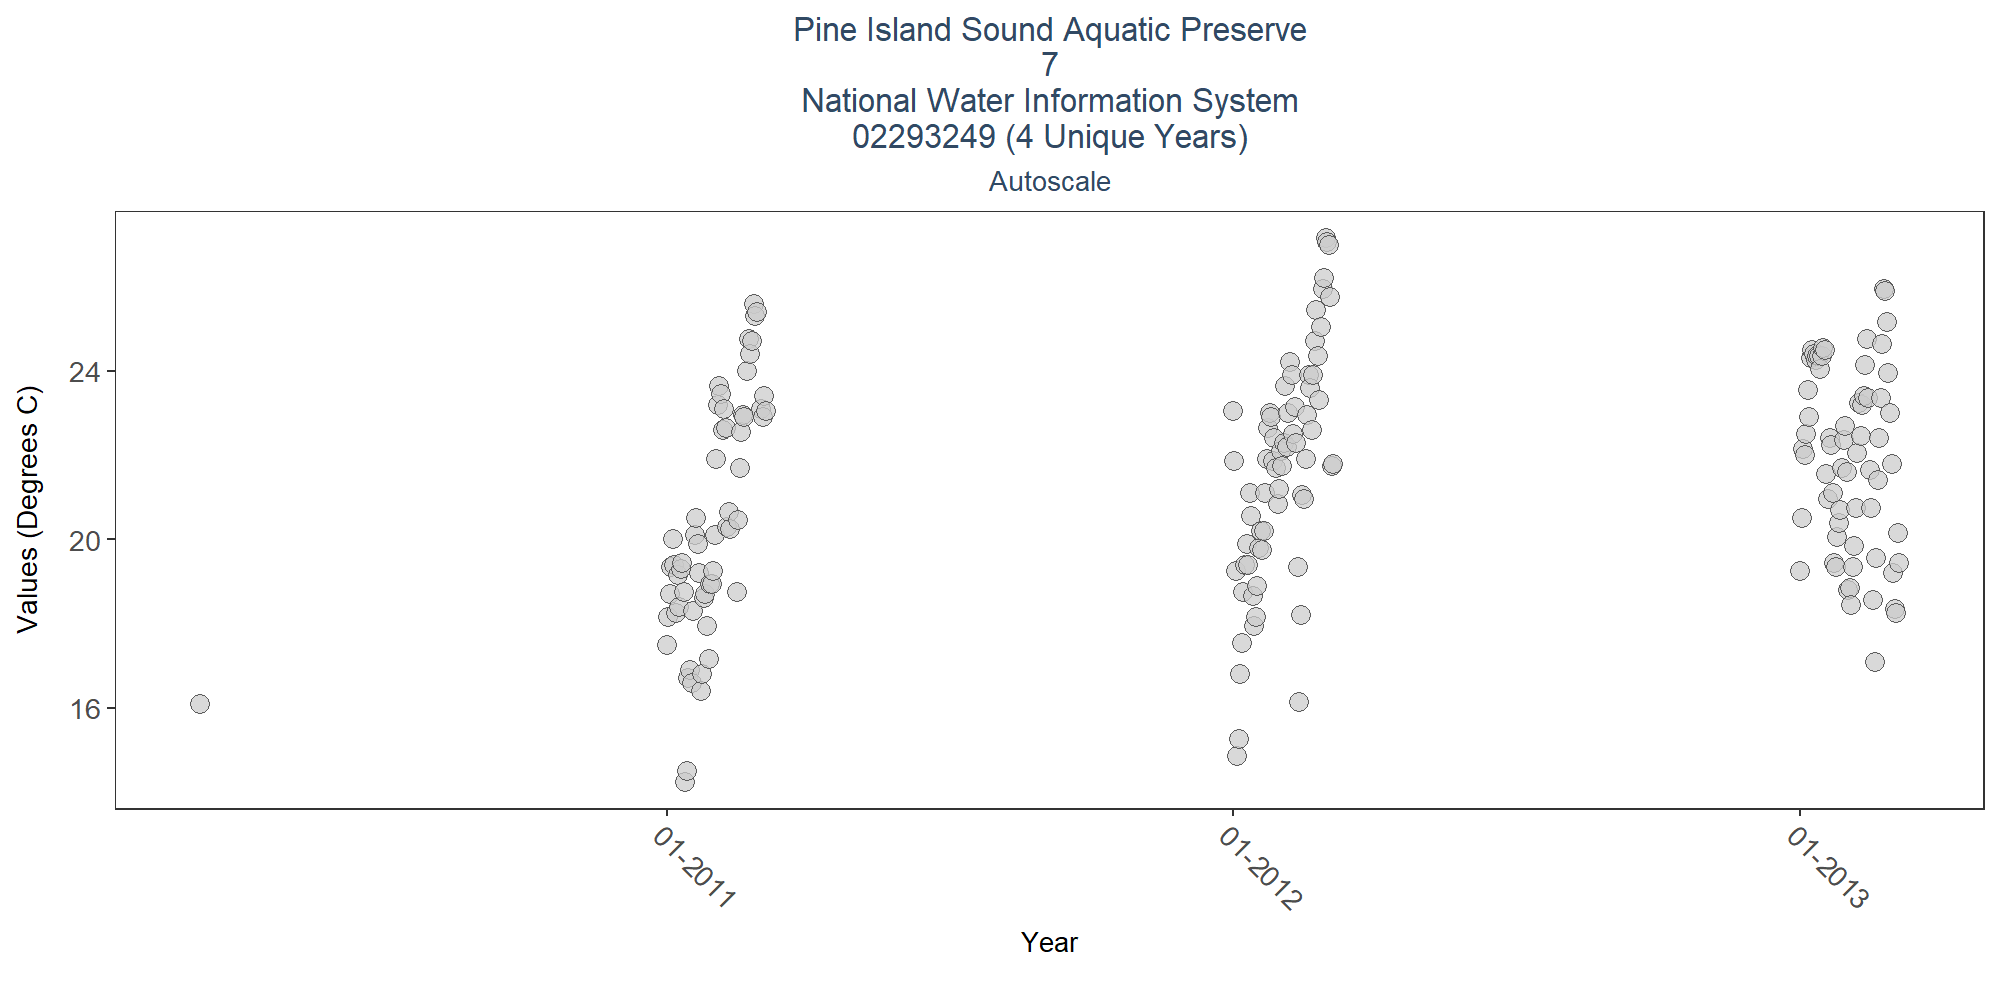 Pine Island Sound Aquatic Preserve
7
National Water Information System
02293249 (4 Unique Years)
Autoscale
Values (Degrees C)
24
20
16
01-2011
01-2012
01-2013
Year